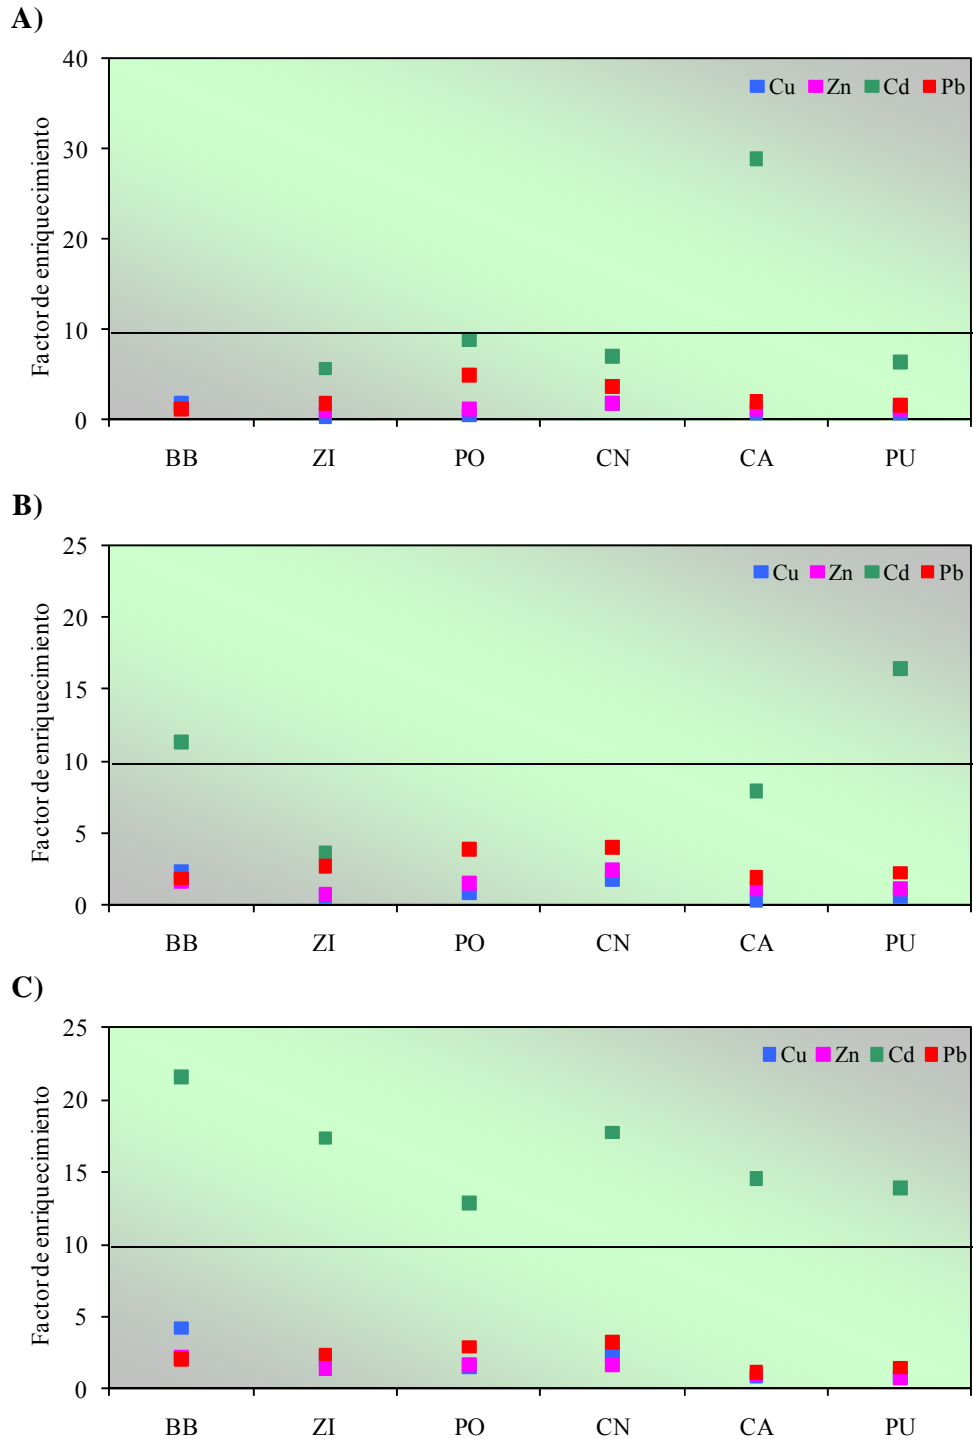 A)
Factor de enriquecimiento
40
30
20
10
0
Cu Zn Cd Pb
BB ZI PO CN CA PU
B)
Factor de enriquecimiento
25
20
15
10
5
0
Cu Zn Cd Pb
BB ZI PO CN CA PU
C)
Factor de enriquecimiento
25
20
15
10
5
0
Cu Zn Cd Pb
BB ZI PO CN CA PU